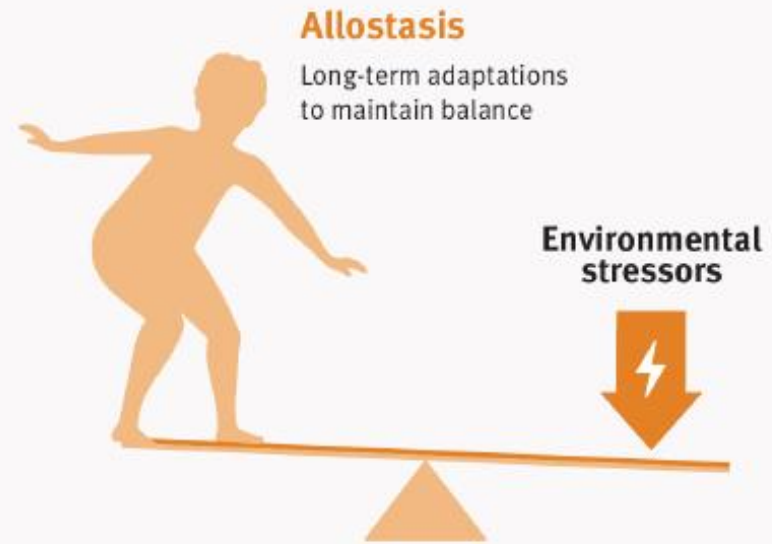 Allostasis
Long-term adaptations
to maintain balance
Environmental
stressors